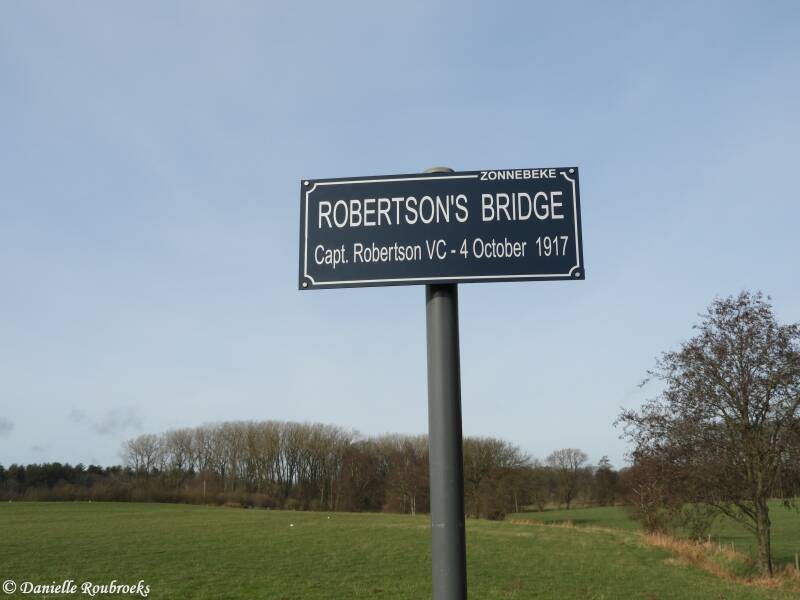 ZONNEBEKE
ROBERTSON'S BRIDGE
Capt. Robertson VC - 4 October 1917
© Danielle Roubroeks